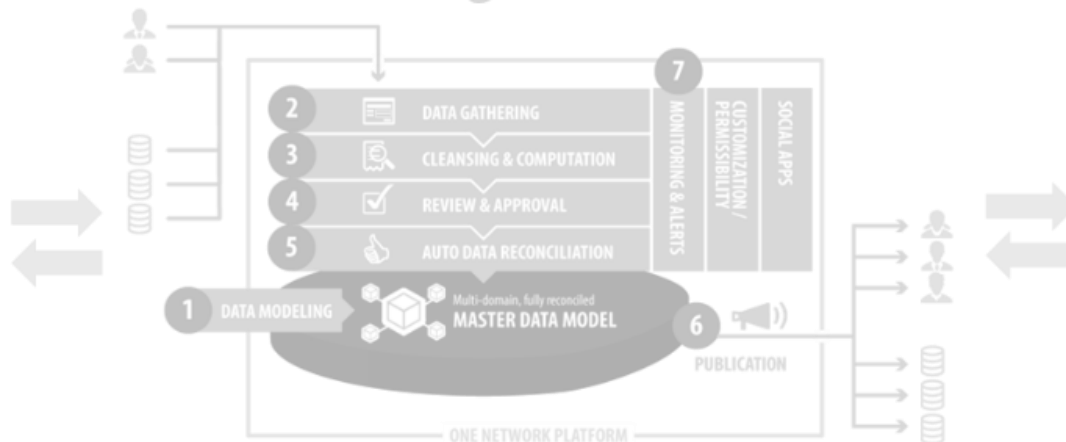 7
2 DATA GATHERING
3 CLEANSING & COMPUTATION
4 REVIEW & APPROVAL
5 AUTO DATA RECONCILIATION
MONITORING & ALERTS
CUSTOMIZATION /
PERMISSIBILITY
SOCIAL APPS
1 DATA MODELING
Multi-domain, fully reconciled
MASTER DATA MODEL
6
PUBLICATION
ONE NETWORK PLATFORM